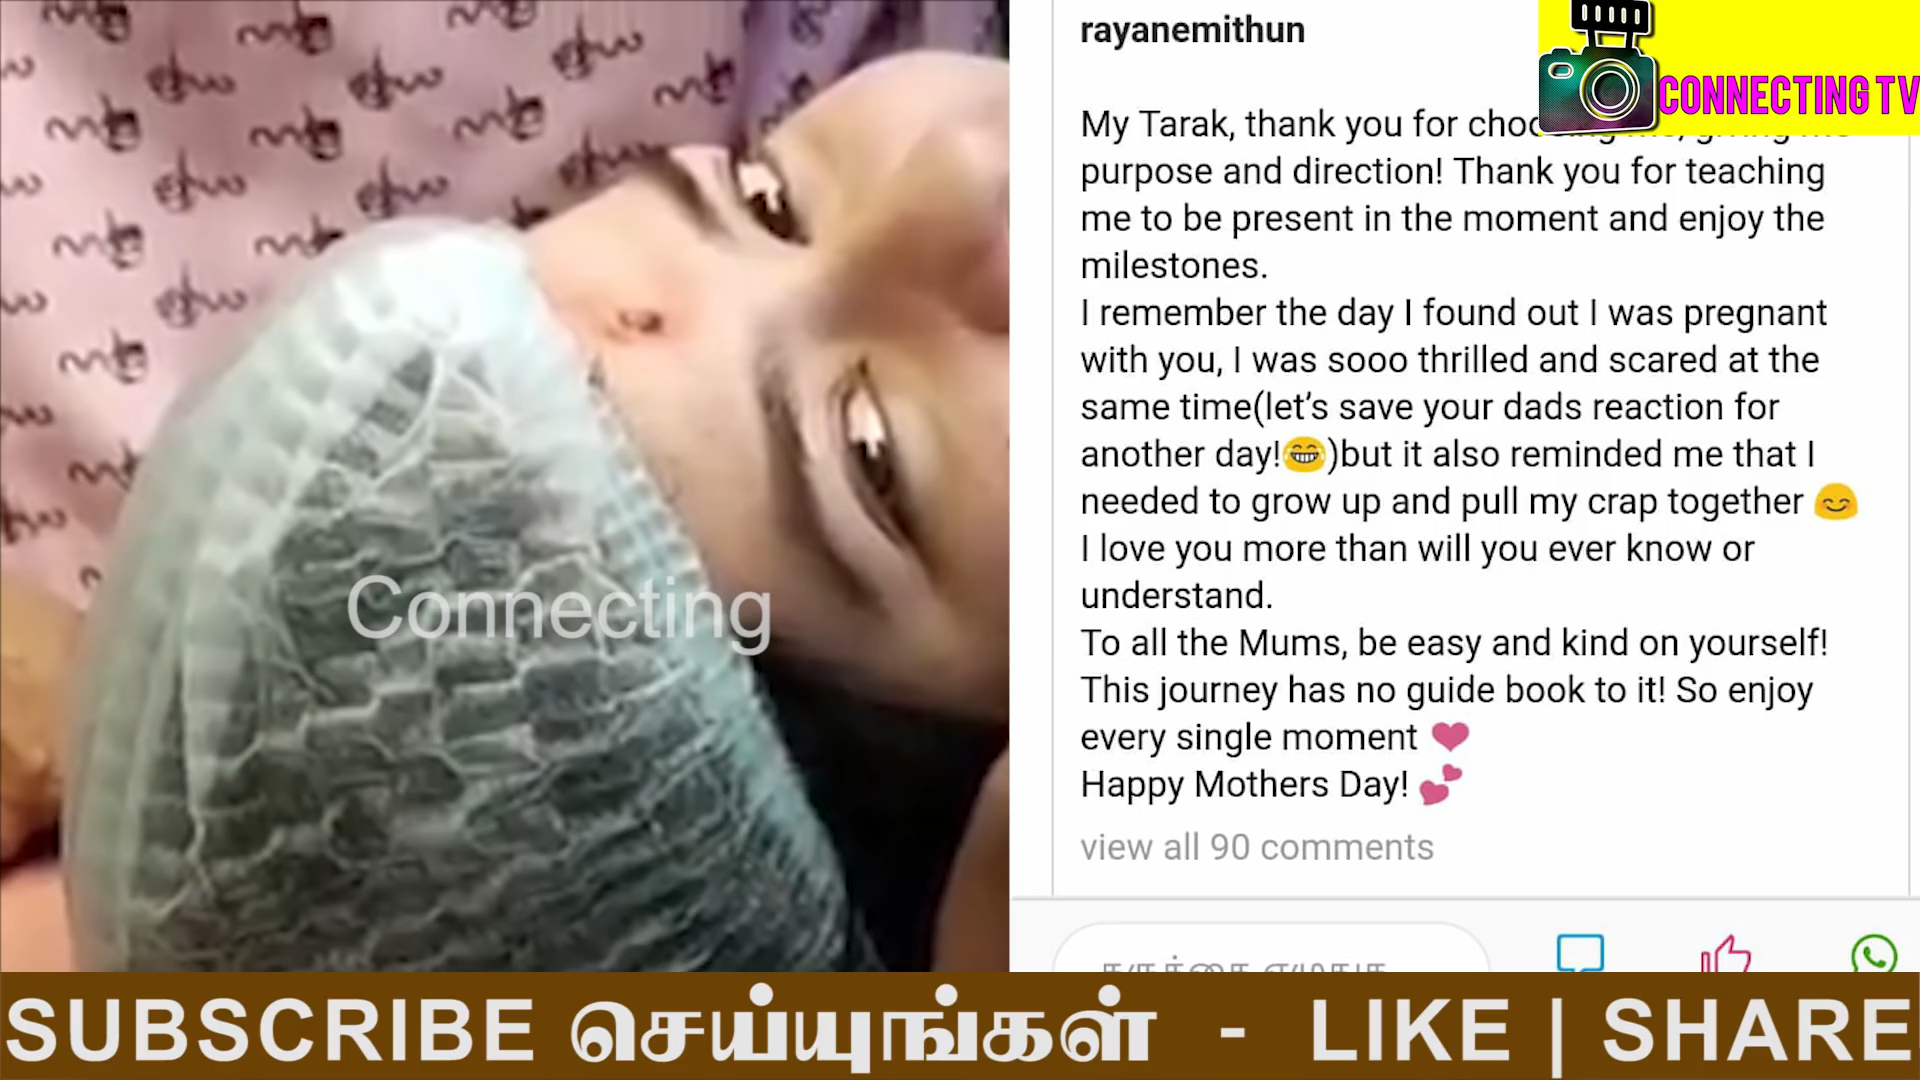 rayanemithun
CONNECTING TV
My Tarak, thank you for
purpose and direction! Thank you for teaching
me to be present in the moment and enjoy the
milestones.
I remember the day I found out I was pregnant
with you, I was sooo thrilled and scared at the
same time(let’s save your dads reaction for
another day!😂)but it also reminded me that I
needed to grow up and pull my crap together 😊
I love you more than will you ever know or
understand.
To all the Mums, be easy and kind on yourself!
This journey has no guide book to it! So enjoy
every single moment ❤
Happy Mothers Day! 💕
view all 90 comments
Connecting
SUBSCRIBE செய்யுங்கள் - LIKE | SHARE